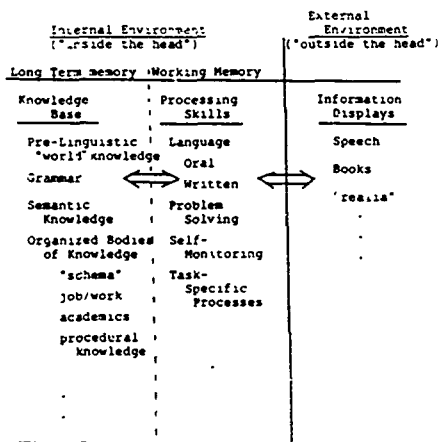 External
Internal Environment Environment
("inside the head") ("outside the head")
Long Term memory Working Memory
Knowledge Processing Information
Base Skills Displays
Pre-Linguistic Language Speech
"world" knowledge Oral
Books
Grammar Written
"realia"
Semantic Problem
Knowledge Solving
Organized Bodies Self-
of Knowledge Monitoring
"schema" Task-
Specific
job/work Processes
academics
procedural
knowledge